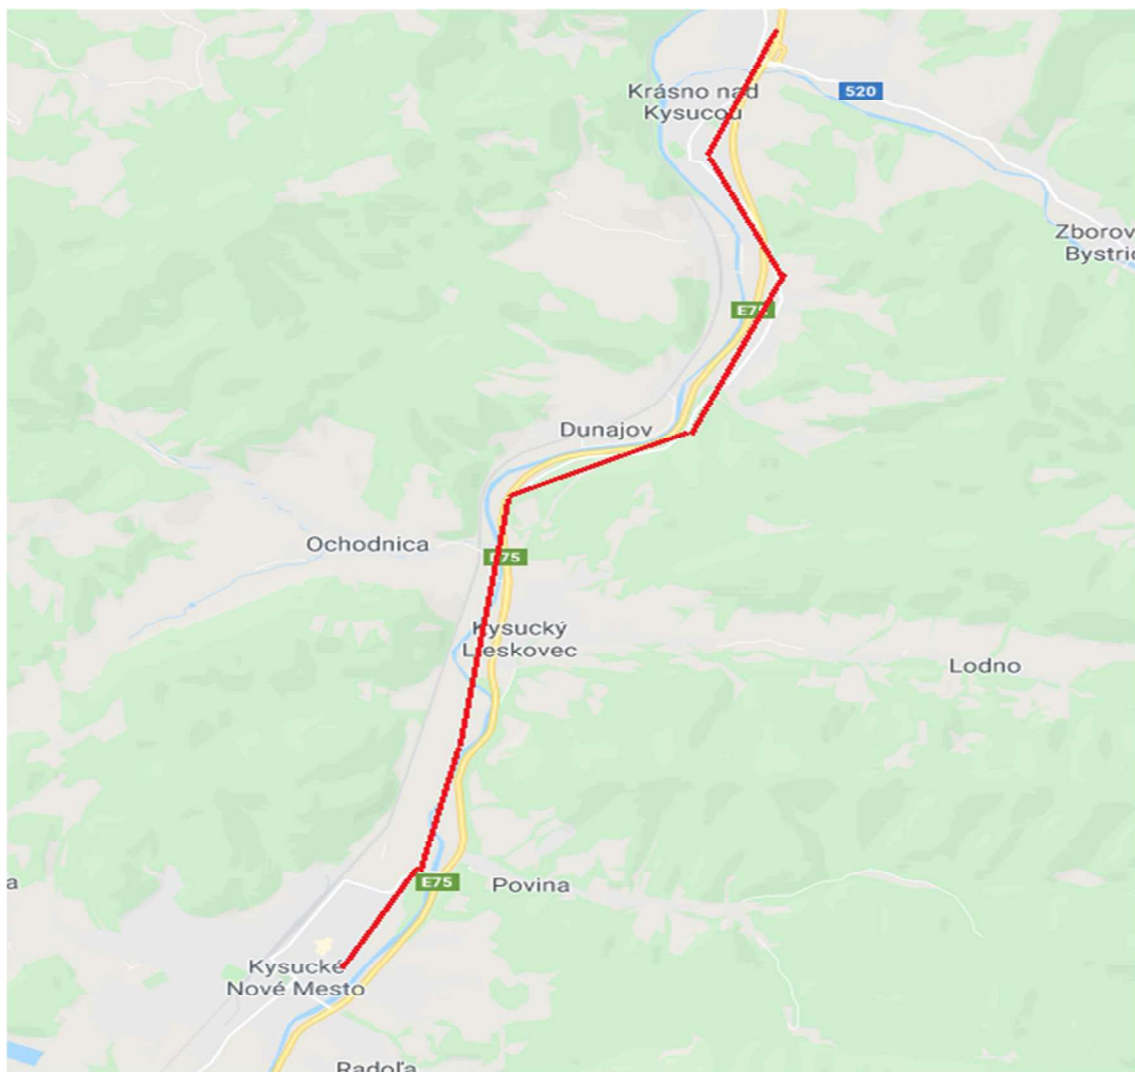 Krásno nad
Kysucou
520
Zborov
Bystric
E75
Dunajov
Ochodnica
E75
Kysucký
Lieskovec
Lodno
a
E75
Povina
Kysucké
Nové Mesto
Radoľa